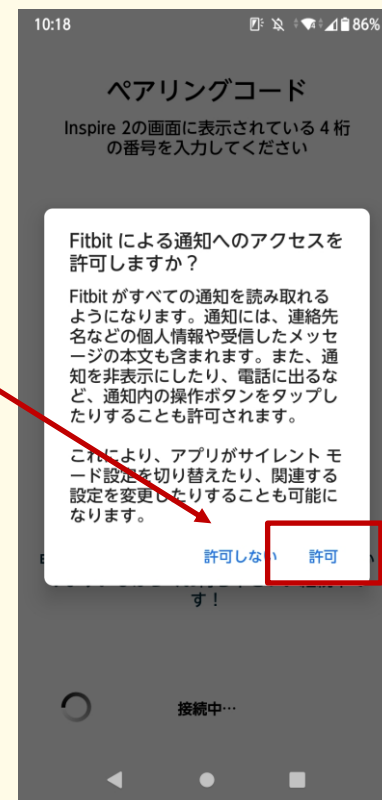 10:18
86%
ペアリングコード
Inspire 2の画面に表示されている4桁
の番号を入力してください
Fitbit による通知へのアクセスを
許可しますか？
Fitbit がすべての通知を読み取れる
ようになります。通知には、連絡先
名などの個人情報や受信したメッセ
ージの本文も含まれます。また、通
知を非表示にしたり、電話に出るな
ど、通知内の操作ボタンをタップし
たりすることも許可されます。
これにより、アプリがサイレント モ
ード設定を切り替えたり、関連する
設定を変更したりすることも可能に
なります。
許可しない 許可
す！
接続中…